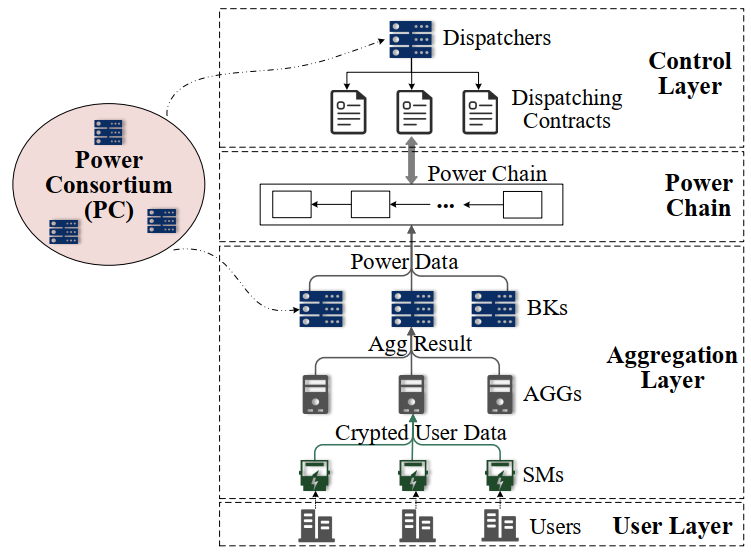 Dispatchers
Control
Layer
Dispatching
Contracts
Power
Consortium
(PC)
Power Chain
Power
Chain
...
Power Data
BKs
Agg Result
Aggregation
Layer
AGGs
Crypted User Data
SMs
Users
User Layer